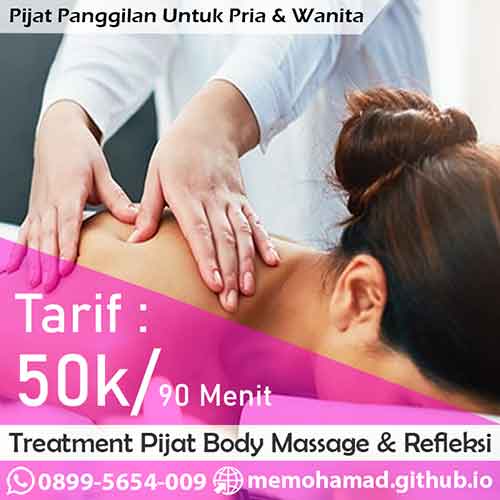 Pijat Panggilan Untuk Pria & Wanita
Tarif :
50k/90 Menit
Treatment Pijat Body Massage & Refleksi
0899-5654-009 memohamad.github.io